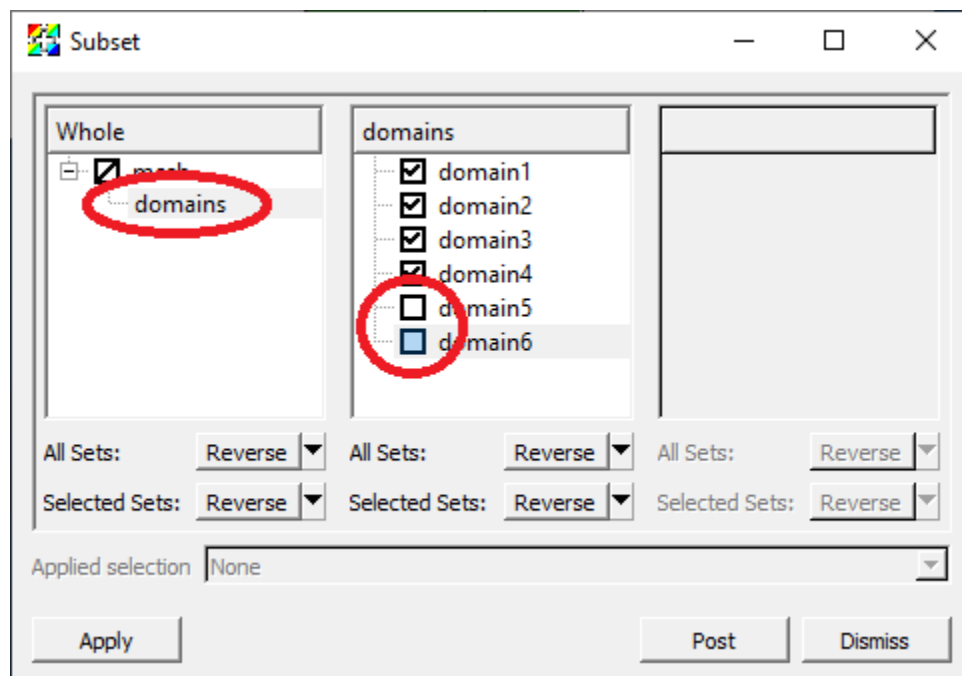 Subset
Whole
domains
mesh
domains
domain1
domain2
domain3
domain4
domain5
domain6
All Sets: Reverse
All Sets: Reverse
All Sets: Reverse
Selected Sets: Reverse
Selected Sets: Reverse
Selected Sets: Reverse
Applied selection None
Apply
Post
Dismiss